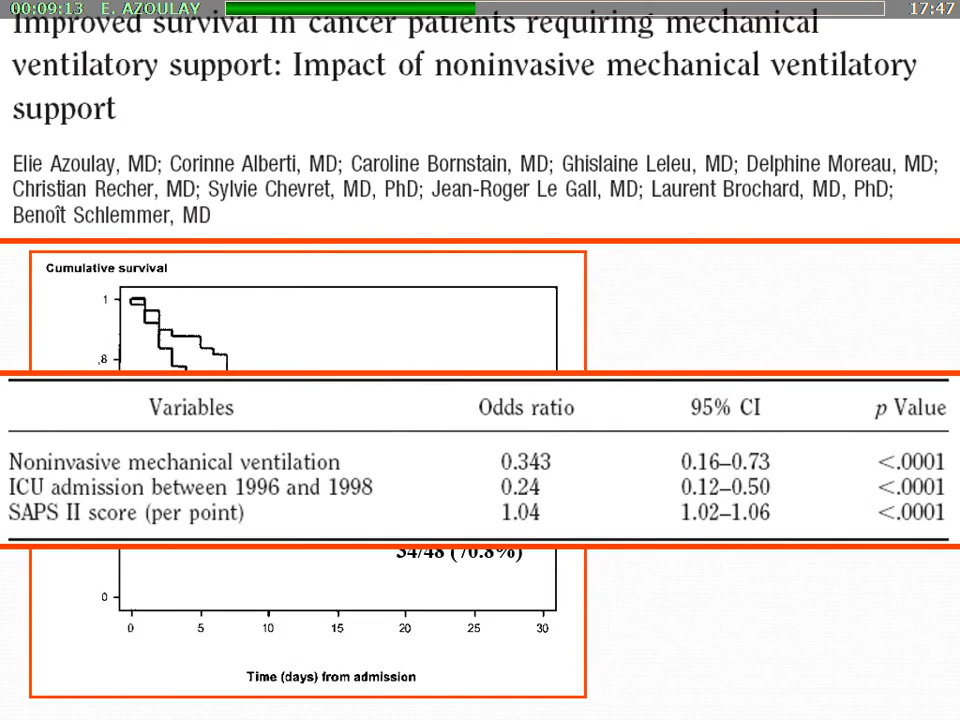 00:09:13 E. AZOULAY 17:47
Improved survival in cancer patients requiring mechanical
ventilatory support: Impact of noninvasive mechanical ventilatory
support
Elie Azoulay, MD; Corinne Alberti, MD; Caroline Bornstein, MD; Ghislaine Leleu, MD; Delphine Moreau, MD;
Christian Recher, MD; Sylvie Chevret, MD, PhD; Jean-Roger Le Gall, MD; Laurent Brochard, MD, PhD;
Benoît Schlemmer, MD
Cumulative survival
1
,8
Variables Odds ratio 95% CI p Value
Noninvasive mechanical ventilation 0.343 0.16–0.73 <.0001
ICU admission between 1996 and 1998 0.24 0.12–0.50 <.0001
SAPS II score (per point) 1.04 1.02–1.06 <.0001
34/48 (70.8%)
0
0 5 10 15 20 25 30
Time (days) from admission